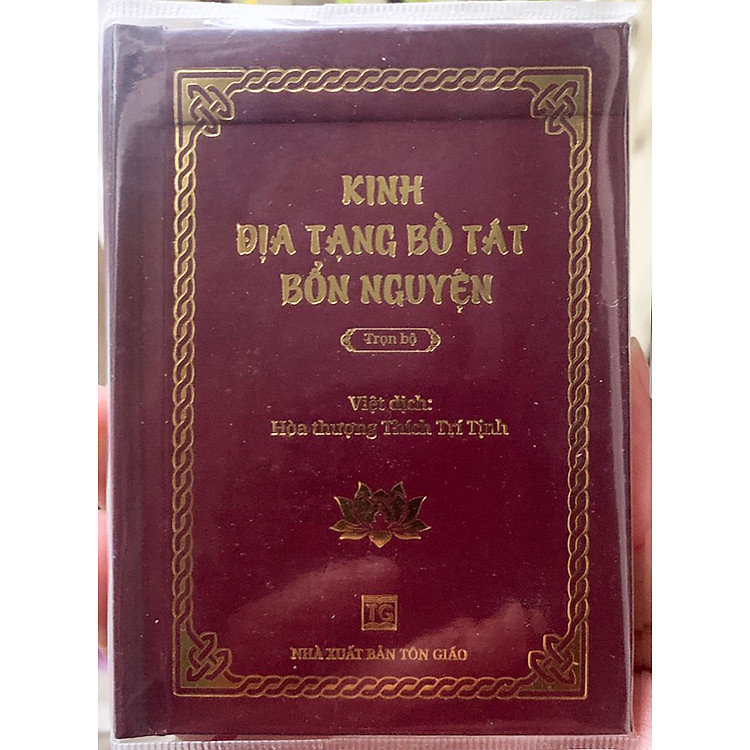 KINH
ĐỊA TẠNG BỒ TÁT
BỔN NGUYỆN
Trọn bộ
Việt dịch:
Hòa thượng Thích Trí Tịnh
TG
NHÀ XUẤT BẢN TÔN GIÁO